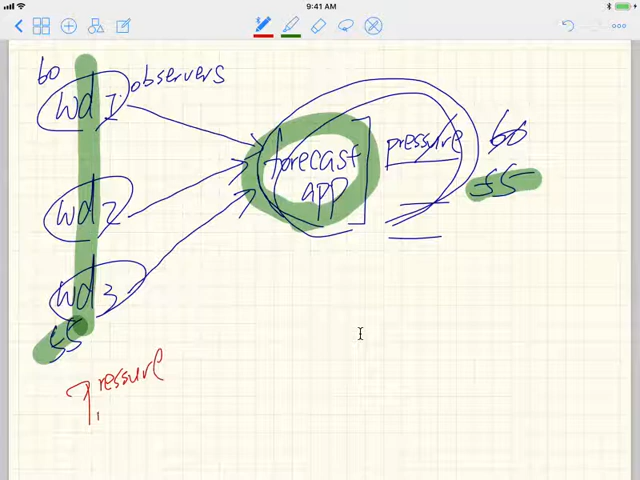 9:41 AM
60
observers
wd 1
forecast
app
pressure
60
55
wd 2
wd 3
55
pressure